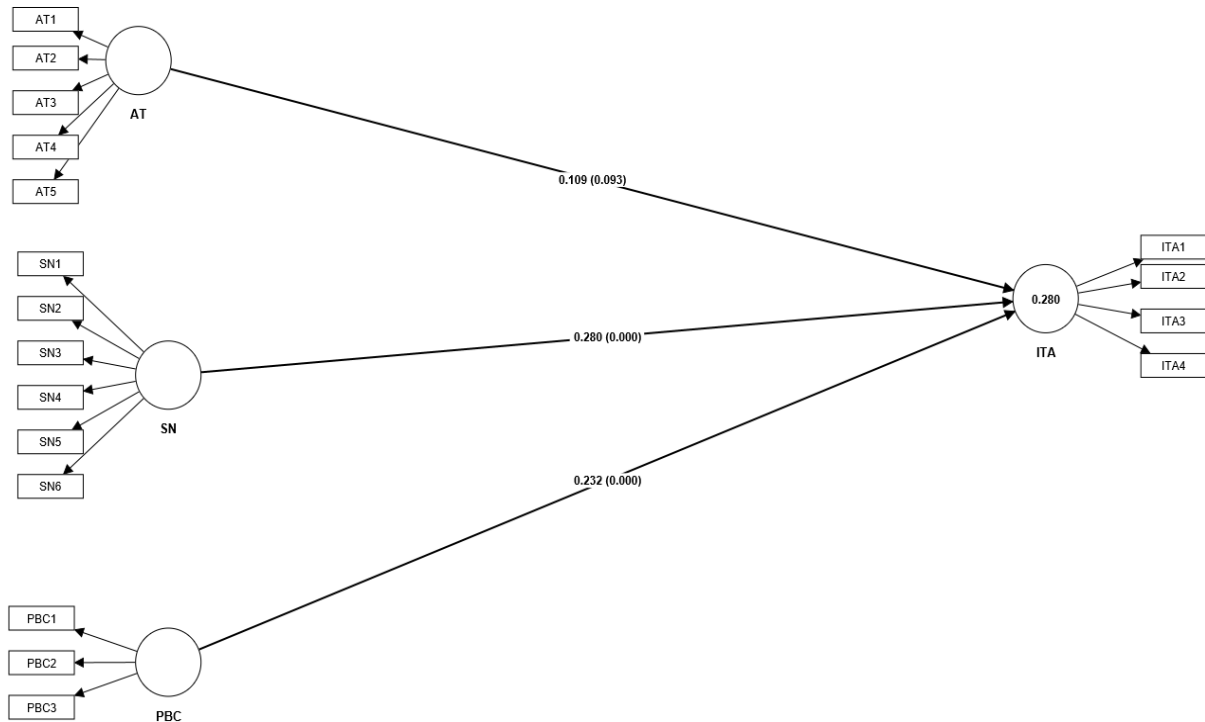 AT1
AT2
AT3
AT4
AT5
AT
0.109 (0.093)
SN1
SN2
SN3
SN4
SN5
SN6
SN
0.280 (0.000)
ITA1
ITA2
ITA3
ITA4
0.280
ITA
0.232 (0.000)
PBC1
PBC2
PBC3
PBC